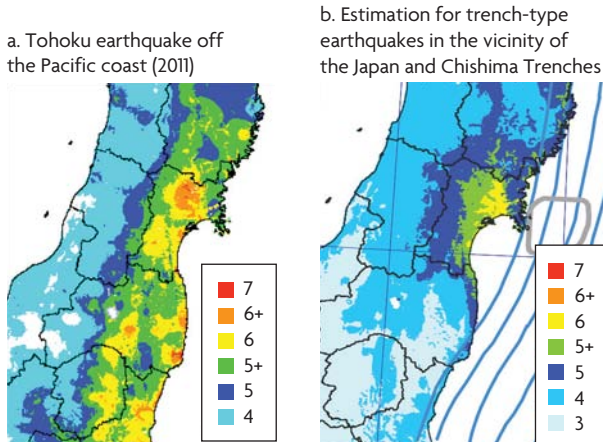 a. Tohoku earthquake off
the Pacific coast (2011)
7
6+
6
5+
5
4
b. Estimation for trench-type
earthquakes in the vicinity of
the Japan and Chishima Trenches
7
6+
6
5+
5
4
3